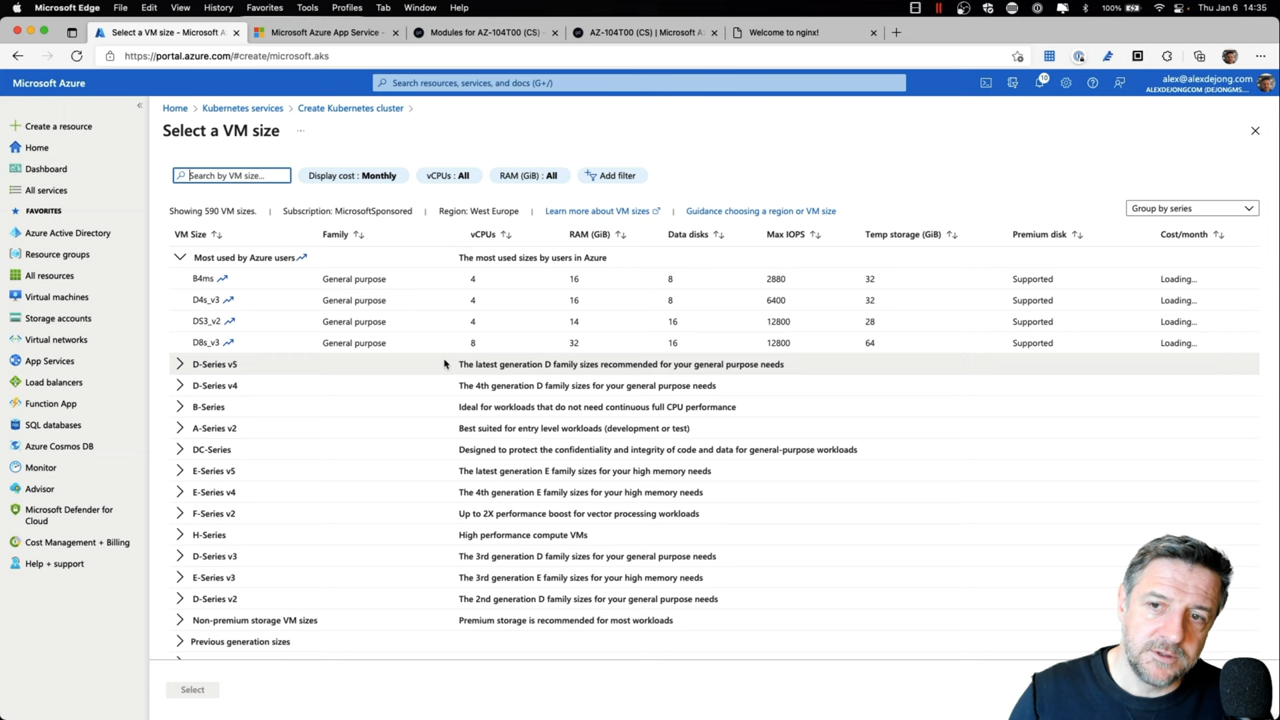 Microsoft Edge File Edit View History Favorites Tools Profiles Tab Window Help 100% Thu Jan 6 14:35
Select a VM size - Microsoft A Microsoft Azure App Service - Modules for AZ-104T00 (CS) - AZ-104T00 (CS) | Microsoft Az Welcome to nginx!
https://portal.azure.com/#create/microsoft.aks
Microsoft Azure
Search resources, services, and docs (G+/)
10
alex@alexdejong.com
ALEXDEJONGCOM (DEJONGMS....
Home Kubernetes services Create Kubernetes cluster
Select a VM size ...
Create a resource
Home
Dashboard
All services
FAVORITES
Azure Active Directory
Resource groups
All resources
Virtual machines
Storage accounts
Virtual networks
App Services
Load balancers
Function App
SQL databases
Azure Cosmos DB
Monitor
Advisor
Microsoft Defender for
Cloud
Cost Management + Billing
Help + support
Search by VM size... Display cost : Monthly vCPUs : All RAM (GiB) : All Add filter
Showing 590 VM sizes. | Subscription: MicrosoftSponsored | Region: West Europe Learn more about VM sizes | Guidance choosing a region or VM size
Group by series
VM Size Family vCPUs RAM (GiB) Data disks Max IOPS Temp storage (GiB) Premium disk Cost/month
Most used by Azure users The most used sizes by users in Azure
B4ms General purpose 4 16 8 2880 32 Supported Loading...
D4s_v3 General purpose 4 16 8 6400 32 Supported Loading...
DS3_v2 General purpose 4 14 16 12800 28 Supported Loading...
D8s_v3 General purpose 8 32 16 12800 64 Supported Loading...
D-Series v5 The latest generation D family sizes recommended for your general purpose needs
D-Series v4 The 4th generation D family sizes for your general purpose needs
B-Series Ideal for workloads that do not need continuous full CPU performance
A-Series v2 Best suited for entry level workloads (development or test)
DC-Series Designed to protect the confidentiality and integrity of code and data for general-purpose workloads
E-Series v5 The latest generation E family sizes for your high memory needs
E-Series v4 The 4th generation E family sizes for your high memory needs
F-Series v2 Up to 2X performance boost for vector processing workloads
H-Series High performance compute VMs
D-Series v3 The 3rd generation D family sizes for your general purpose needs
E-Series v3 The 3rd generation E family sizes for your high memory needs
D-Series v2 The 2nd generation D family sizes for your general purpose needs
Non-premium storage VM sizes Premium storage is recommended for most workloads
Previous generation sizes
Select